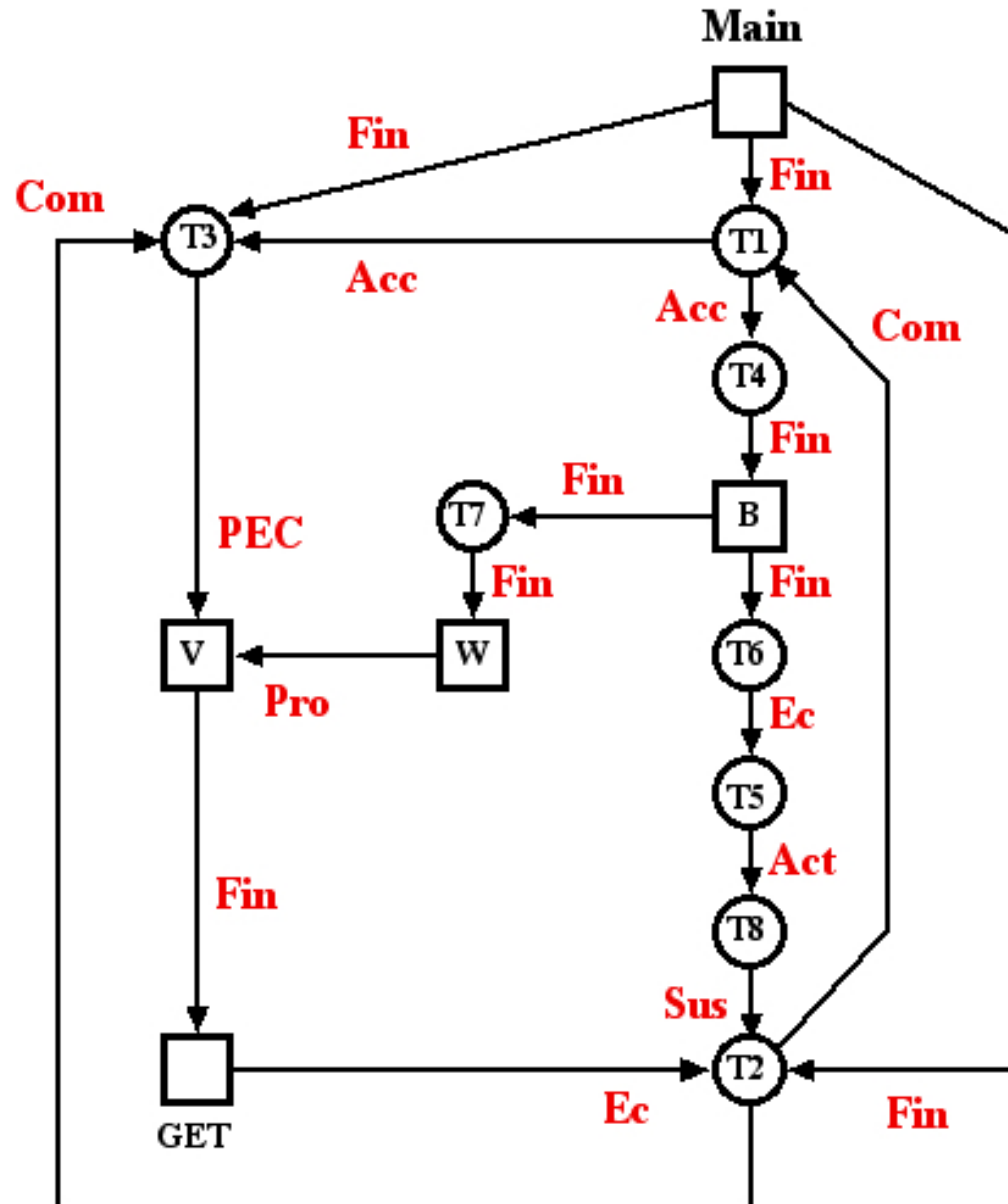 Main
Fin
Fin
Com
T3
T1
Acc
Acc
Com
T4
Fin
Fin
T7
B
PEC
Fin
Fin
V
W
T6
Pro
Ec
T5
Act
Fin
T8
Sus
T2
Ec
Fin
GET